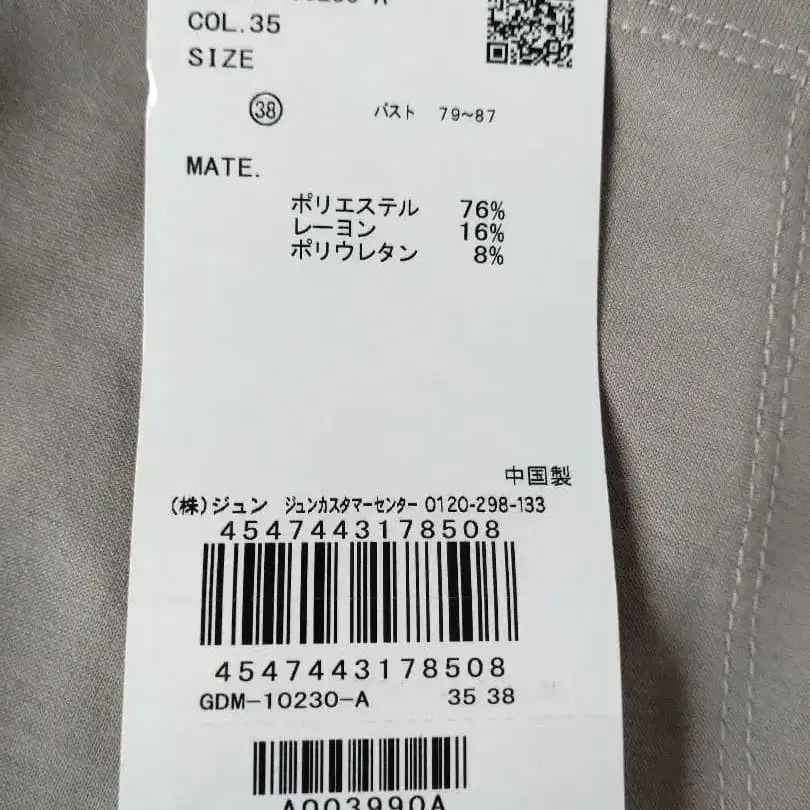 COL.35
SIZE
38 バスト 79~87
MATE.
ポリエステル 76%
レーヨン 16%
ポリウレタン 8%
中国製
(株)ジュン ジュンカスタマーセンター 0120-298-133
4547443178508
4547443178508
GDM-10230-A 35 38
A003990A